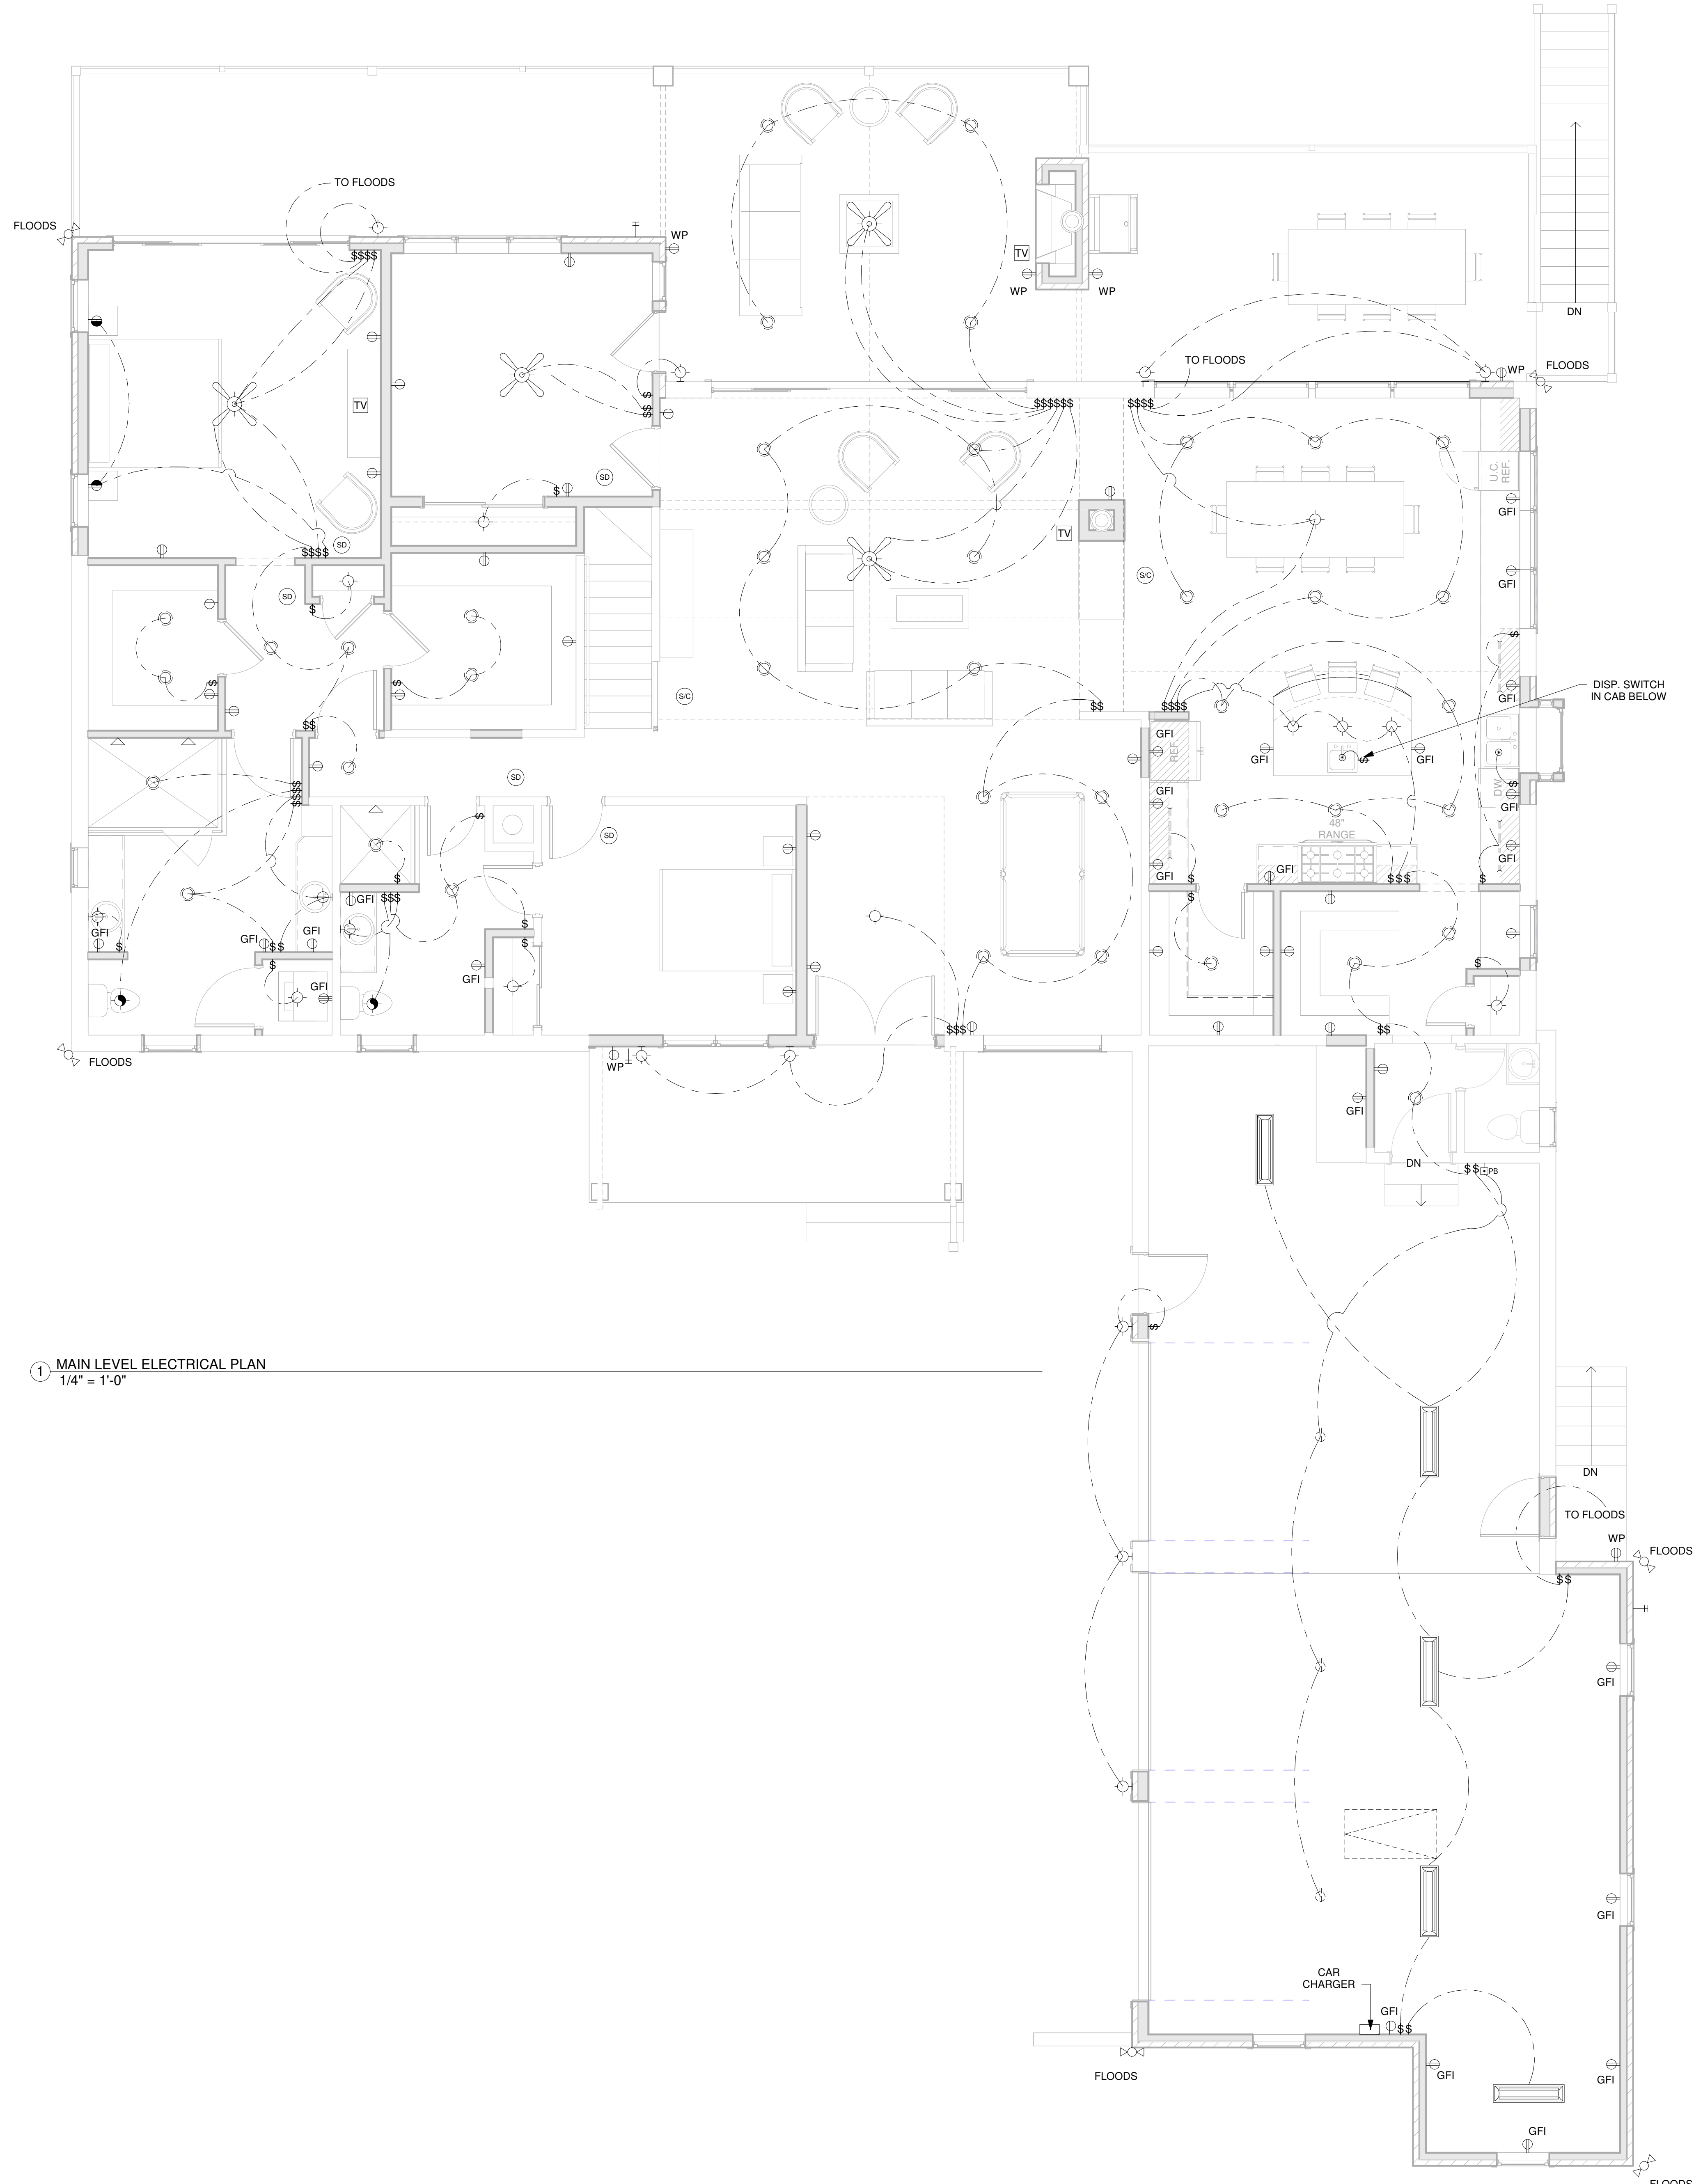 TO FLOODS
FLOODS
WP
TV
WP
WP
DN
$$$$
TO FLOODS
WP
FLOODS
TV
$
$$
$$$$$$
$$$$
SD
$
U.C.
REF.
GFI
TV
SD
$$$$
S/C
GFI
SD
$
$
$
$
S/C
DISP. SWITCH
IN CAB BELOW
GFI
$$
$$$$
$$
GFI
REF.
GFI
GFI
$
SD
$$$$
GFI
$
DW
GFI
$
SD
48"
RANGE
GFI
GFI
GFI
$
$
$$$
$
GFI
$$$
$
$
GFI
$
GFI
$$
GFI
$
$
GFI
GFI
$
$$$
$$
FLOODS
WP
GFI
DN
$$
PB
$
1
MAIN LEVEL ELECTRICAL PLAN
1/4" = 1'-0"
DN
TO FLOODS
WP
FLOODS
$$
GFI
GFI
CAR
CHARGER
GFI
$$
FLOODS
GFI
GFI
GFI
FLOODS